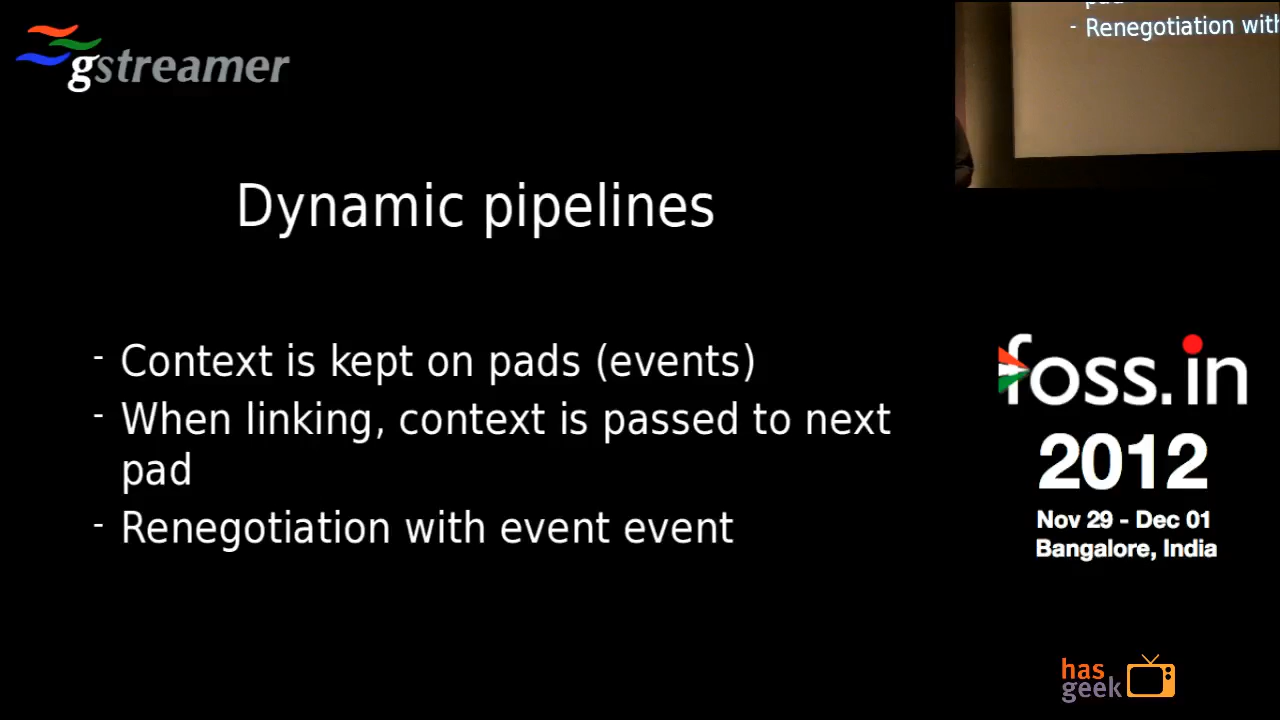 gstreamer
pad
- Renegotiation with
Dynamic pipelines
- Context is kept on pads (events)
- When linking, context is passed to next
pad
- Renegotiation with event event
foss.in
2012
Nov 29 - Dec 01
Bangalore, India
has
geek